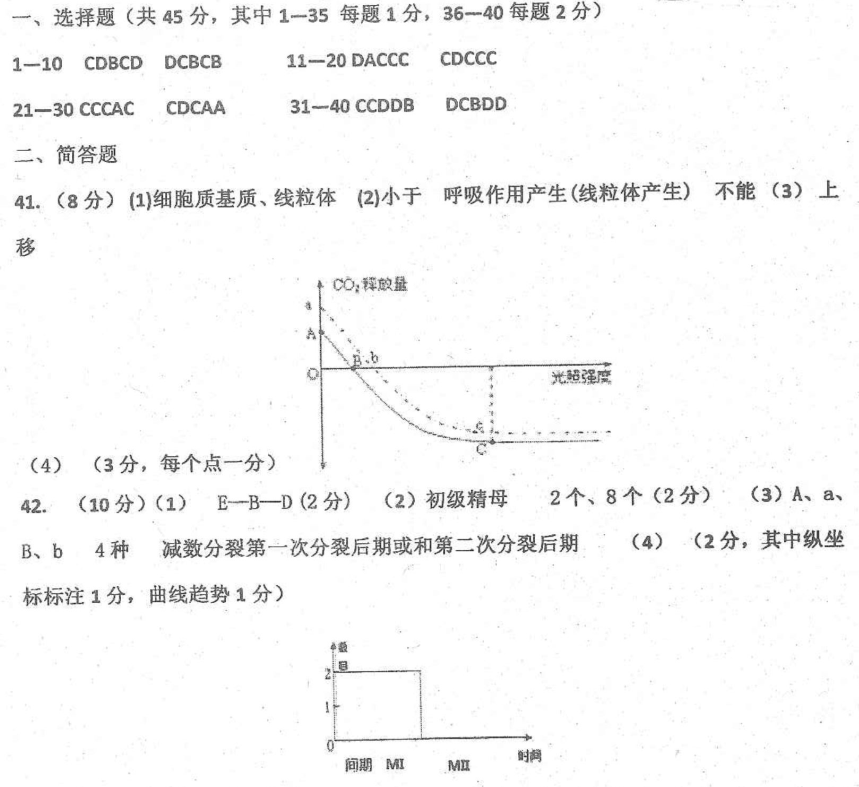 一、选择题（共 45 分，其中 1—35 每题 1 分，36—40 每题 2 分）
1—10 CDBCD DCBCB 11—20 DACCC CDCCC
21—30 CCCAC CDCAA 31—40 CCDDB DCBDD
二、简答题
41.（8 分）(1)细胞质基质、线粒体 (2)小于 呼吸作用产生(线粒体产生) 不能（3）上
移
CO₂释放量
a
A
B b
O
光照强度
c
C
（4）（3 分，每个点一分）
42. （10 分）(1) E—B—D (2 分) （2）初级精母 2 个、8 个（2 分） （3）A、a、
B、b 4 种 减数分裂第一次分裂后期或和第二次分裂后期 （4）（2 分，其中纵坐
标标注 1 分，曲线趋势 1 分）
数
目
2
1
0
间期 MI MII 时间